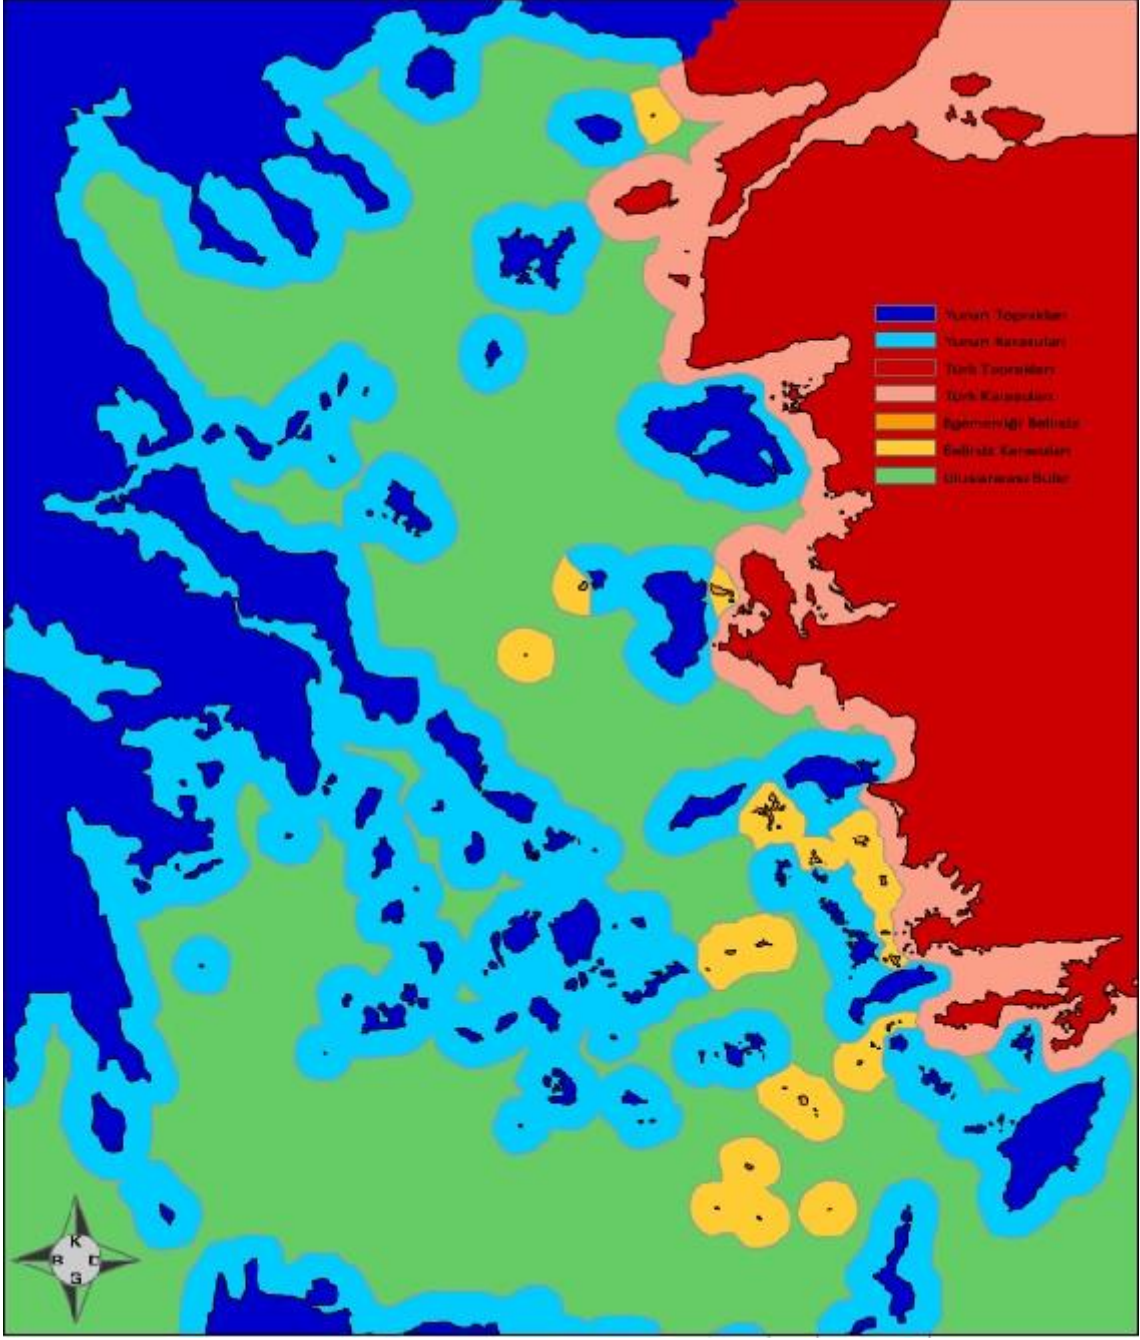 Yunan Toprakları
Yunan Karasuları
Türk Toprakları
Türk Karasuları
Egemenliği Belirsiz
Belirsiz Karasuları
Uluslararası Sular
K
B D
G